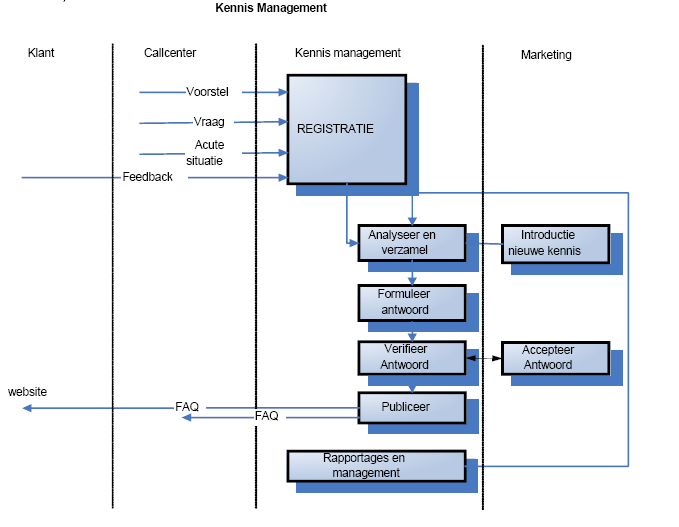 Kennis Management
Klant
Callcenter
Kennis management
Marketing
Voorstel
Vraag
Acute
situatie
Feedback
REGISTRATIE
Analyseer en
verzamel
Introductie
nieuwe kennis
Formuleer
antwoord
Verifieer
Antwoord
Accepteer
Antwoord
website
FAQ
FAQ
Publiceer
Rapportages en
management